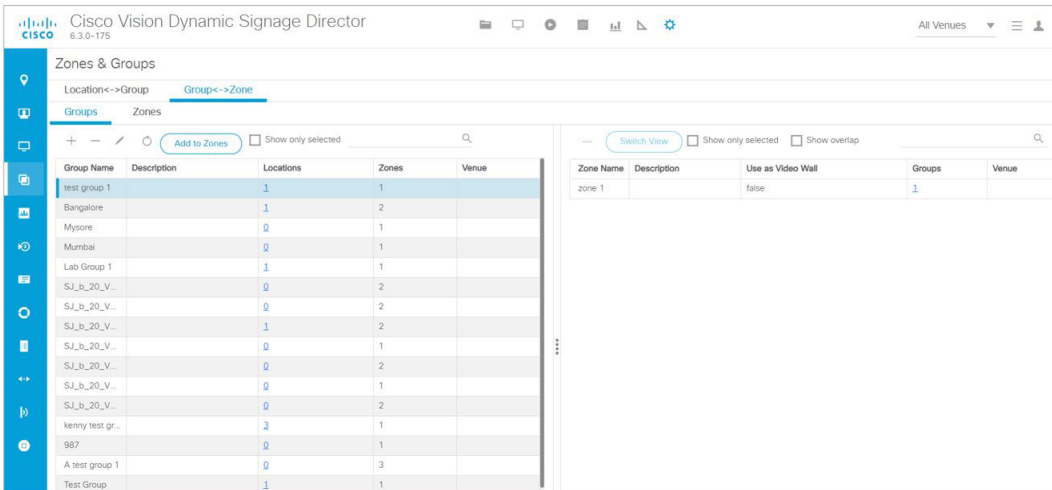 Cisco Vision Dynamic Signage Director
CISCO
6.3.0-175
All Venues
Zones & Groups
Location<->Group Group<->Zone
Groups Zones
Add to Zones Show only selected
Switch View Show only selected Show overlap
Group Name Description Locations Zones Venue
Zone Name Description Use as Video Wall Groups Venue
test group 1 1 1
zone 1 false 1
Bangalore 1 2
Mysore 0 1
Mumbai 0 1
Lab Group 1 1 1
SJ_b_20_V... 0 2
SJ_b_20_V... 0 2
SJ_b_20_V... 1 2
SJ_b_20_V... 0 1
SJ_b_20_V... 0 2
SJ_b_20_V... 0 1
SJ_b_20_V... 0 2
kenny test gr... 3 1
987 0 1
A test group 1 0 3
Test Group 1 1